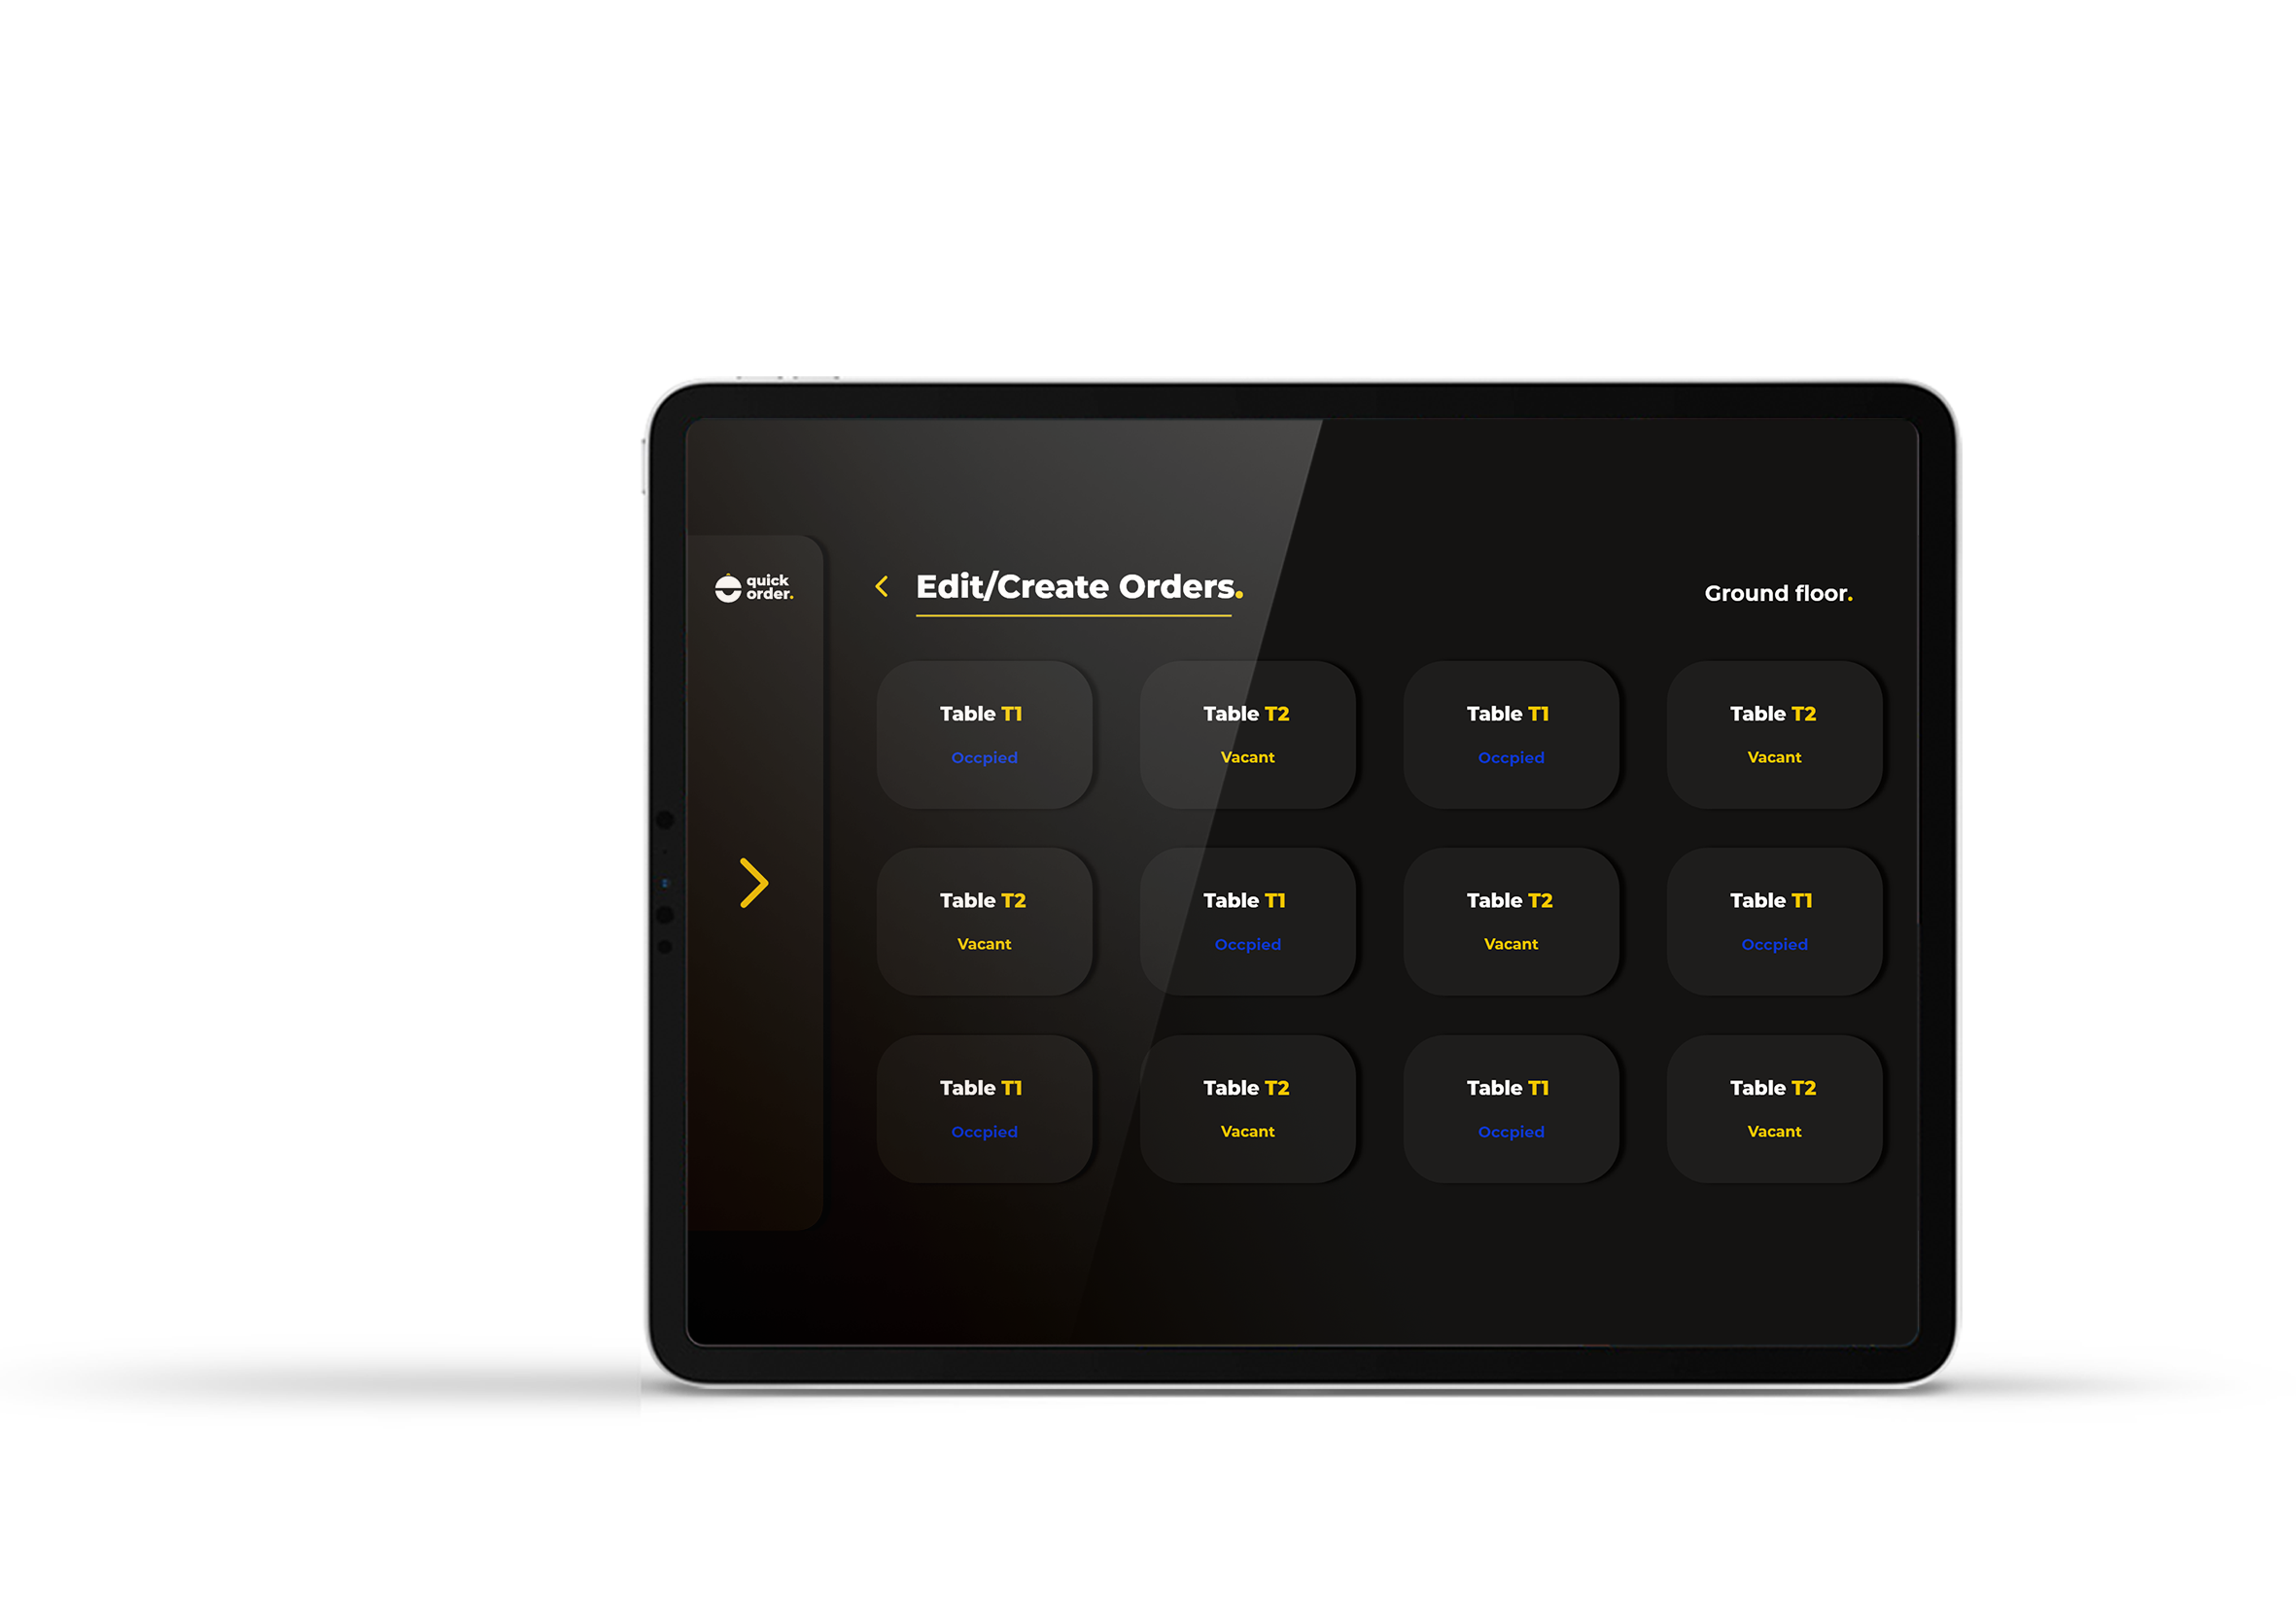 quick
order.
Edit/Create Orders.
Ground floor.
Table T1
Occpied
Table T2
Vacant
Table T1
Occpied
Table T2
Vacant
Table T2
Vacant
Table T1
Occpied
Table T2
Vacant
Table T1
Occpied
Table T1
Occpied
Table T2
Vacant
Table T1
Occpied
Table T2
Vacant